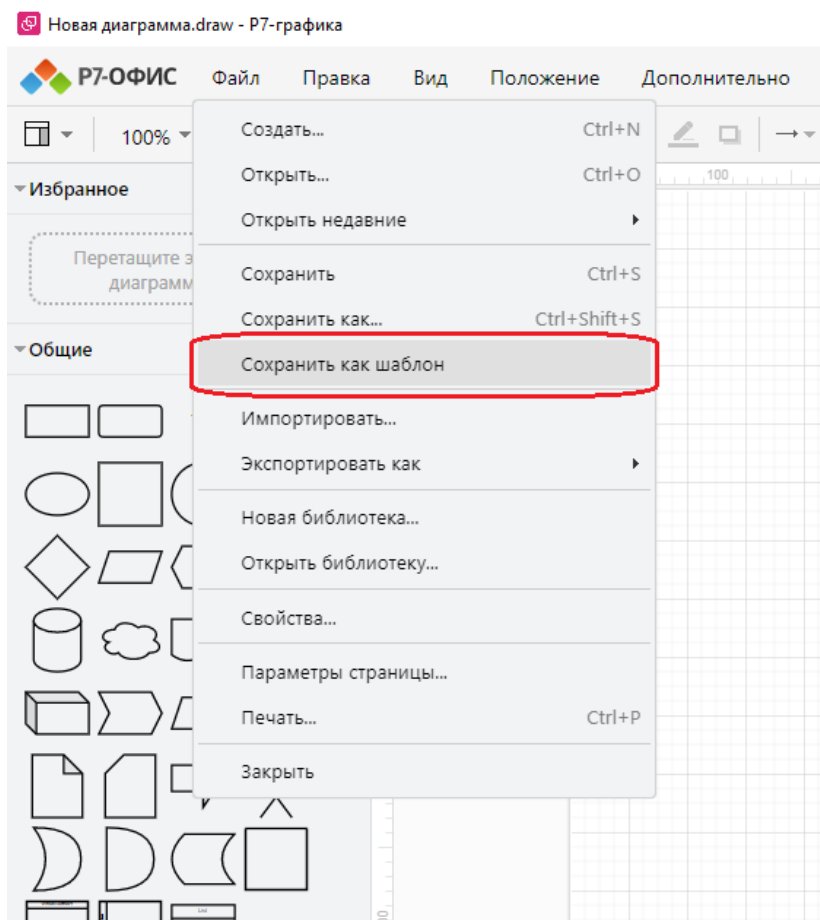 Новая диаграмма.draw - Р7-графика
Р7-ОФИС Файл Правка Вид Положение Дополнительно
100%
Создать... Ctrl+N
Открыть... Ctrl+O
Открыть недавние
Сохранить Ctrl+S
Сохранить как... Ctrl+Shift+S
Сохранить как шаблон
Импортировать...
Экспортировать как
Новая библиотека...
Открыть библиотеку...
Свойства...
Параметры страницы...
Печать... Ctrl+P
Закрыть
Избранное
Перетащите
диаграмм
Общие
100